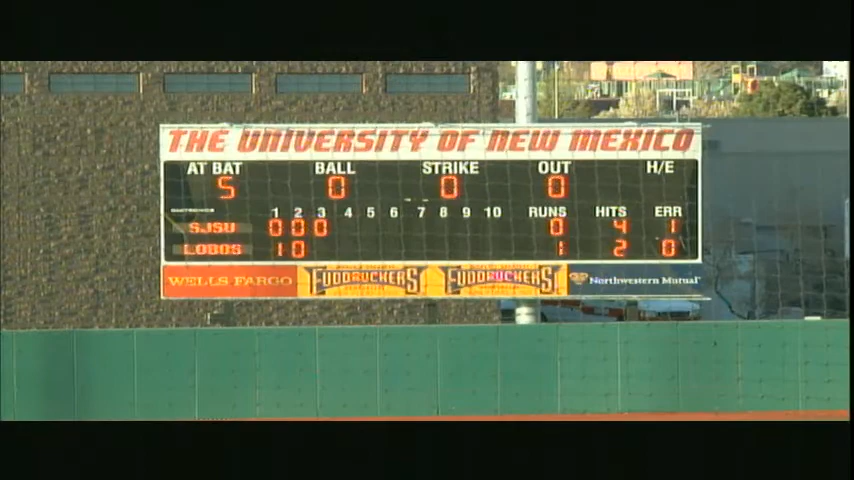 THE UNIVERSITY OF NEW MEXICO
AT BAT BALL STRIKE OUT H/E
5 0 0 0
DAKTRONICS 1 2 3 4 5 6 7 8 9 10 RUNS HITS ERR
SJSU 0 0 0 0 4 1
LOBOS 1 0 1 2 0
WELLS FARGO FUDDRUCKERS FUDDRUCKERS Northwestern Mutual